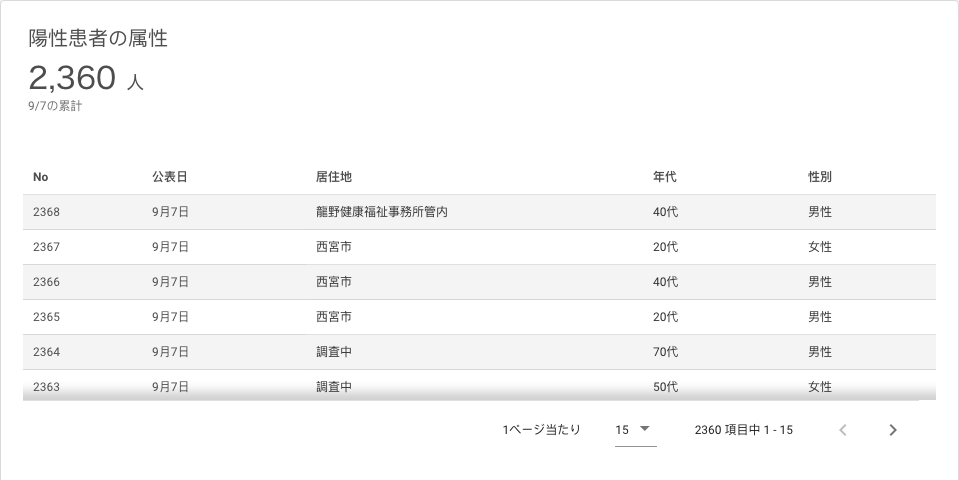 陽性患者の属性
2,360 人
9/7の累計
No 公表日 居住地 年代 性別
2368 9月7日 龍野健康福祉事務所管内 40代 男性
2367 9月7日 西宮市 20代 女性
2366 9月7日 西宮市 40代 男性
2365 9月7日 西宮市 20代 男性
2364 9月7日 調査中 70代 男性
2363 9月7日 調査中 50代 女性
1ページ当たり 15 2360 項目中 1 - 15